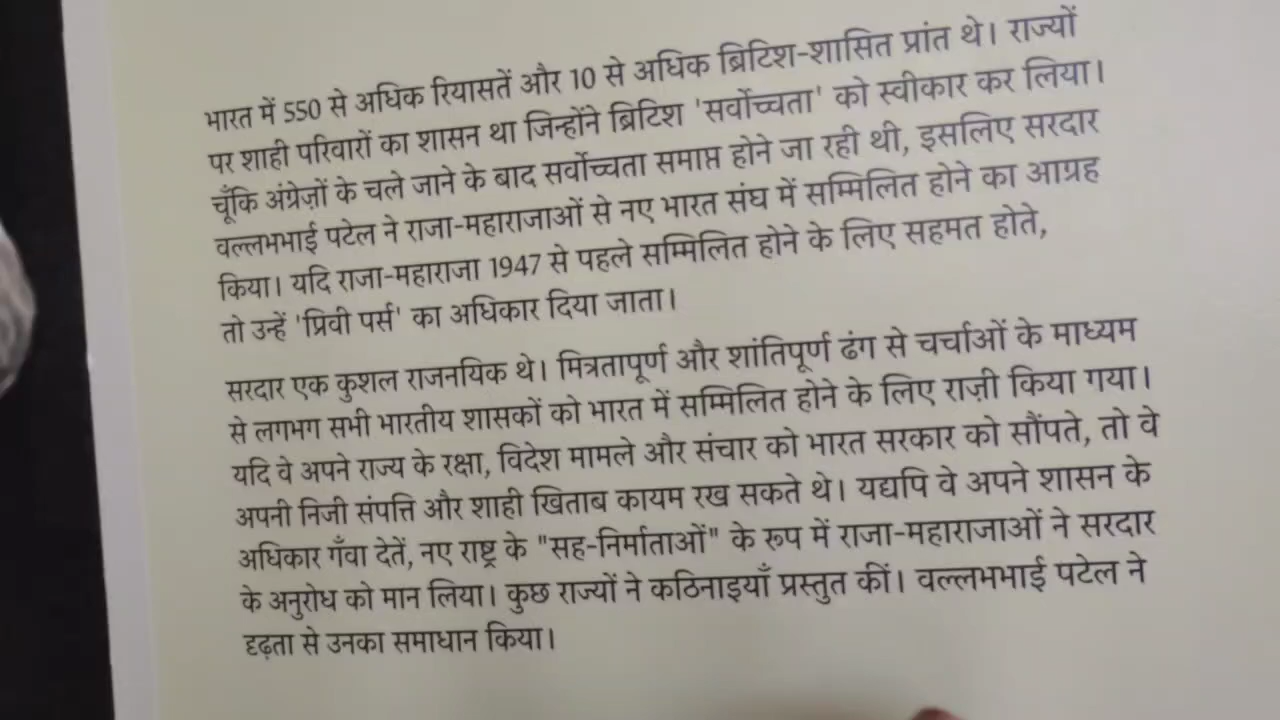 भारत में 550 से अधिक रियासतें और 10 से अधिक ब्रिटिश-शासित प्रांत थे। राज्यों
पर शाही परिवारों का शासन था जिन्होंने ब्रिटिश 'सर्वोच्चता' को स्वीकार कर लिया।
चूँकि अंग्रेज़ों के चले जाने के बाद सर्वोच्चता समाप्त होने जा रही थी, इसलिए सरदार
वल्लभभाई पटेल ने राजा-महाराजाओं से नए भारत संघ में सम्मिलित होने का आग्रह
किया। यदि राजा-महाराजा 1947 से पहले सम्मिलित होने के लिए सहमत होते,
तो उन्हें 'प्रिवी पर्स' का अधिकार दिया जाता।
सरदार एक कुशल राजनयिक थे। मित्रतापूर्ण और शांतिपूर्ण ढंग से चर्चाओं के माध्यम
से लगभग सभी भारतीय शासकों को भारत में सम्मिलित होने के लिए राज़ी किया गया।
यदि वे अपने राज्य के रक्षा, विदेश मामले और संचार को भारत सरकार को सौंपते, तो वे
अपनी निजी संपत्ति और शाही खिताब कायम रख सकते थे। यद्यपि वे अपने शासन के
अधिकार गँवा देतें, नए राष्ट्र के "सह-निर्माताओं" के रूप में राजा-महाराजाओं ने सरदार
के अनुरोध को मान लिया। कुछ राज्यों ने कठिनाइयाँ प्रस्तुत कीं। वल्लभभाई पटेल ने
दृढ़ता से उनका समाधान किया।